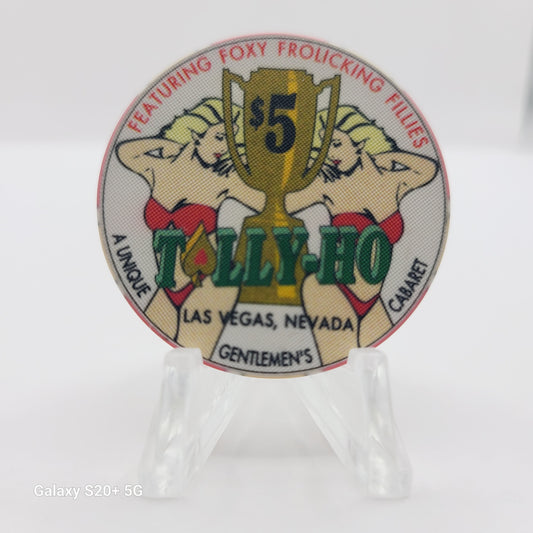 FEATURING FOXY FROLICKING FILLIES
$5
TALLY-HO
A UNIQUE
GENTLEMEN'S
CABARET
LAS VEGAS, NEVADA
Galaxy S20+ 5G